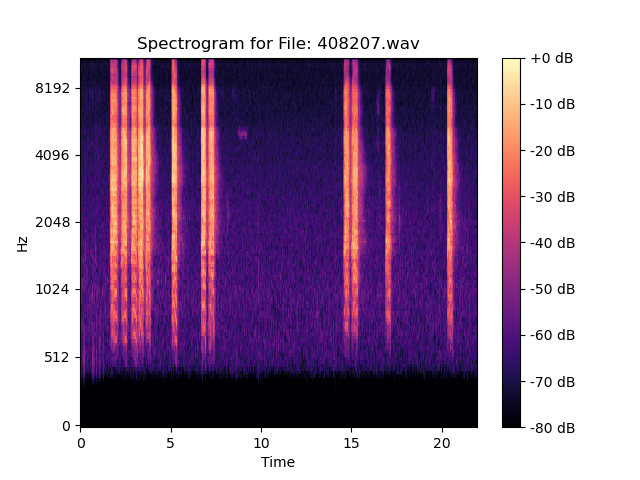 Spectrogram for File: 408207.wav
8192
4096
2048
1024
512
0
Hz
0 5 10 15 20
Time
+0 dB
-10 dB
-20 dB
-30 dB
-40 dB
-50 dB
-60 dB
-70 dB
-80 dB